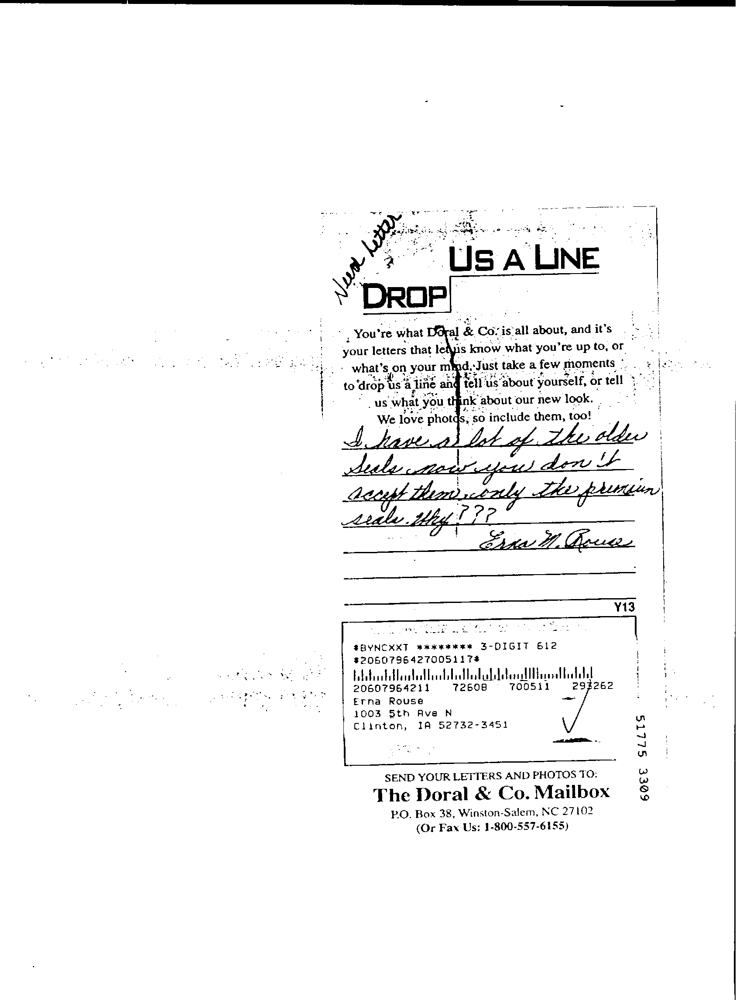 Need Letter
DROP US A LINE
You're what Doral & Co. is all about, and it's
your letters that let us know what you're up to, or
what's on your mind. Just take a few moments
to drop us a line and tell us about yourself, or tell
us what you think about our new look.
We love photos, so include them, too!
I have a lot of the older
seals now you don't
accept them, only the premiun
seals. Why???
Erna M. Rouse
Y13
#BYNCXXT ******** 3-DIGIT 612
#2060796427005117#
20607964211 72608 700511 291262
Erna Rouse
1003 5th Ave N
Clinton, IA 52732-3451
SEND YOUR LETTERS AND PHOTOS TO:
The Doral & Co. Mailbox
P.O. Box 38, Winston-Salem, NC 27102
(Or Fax Us: 1-800-557-6155)
51775 3309